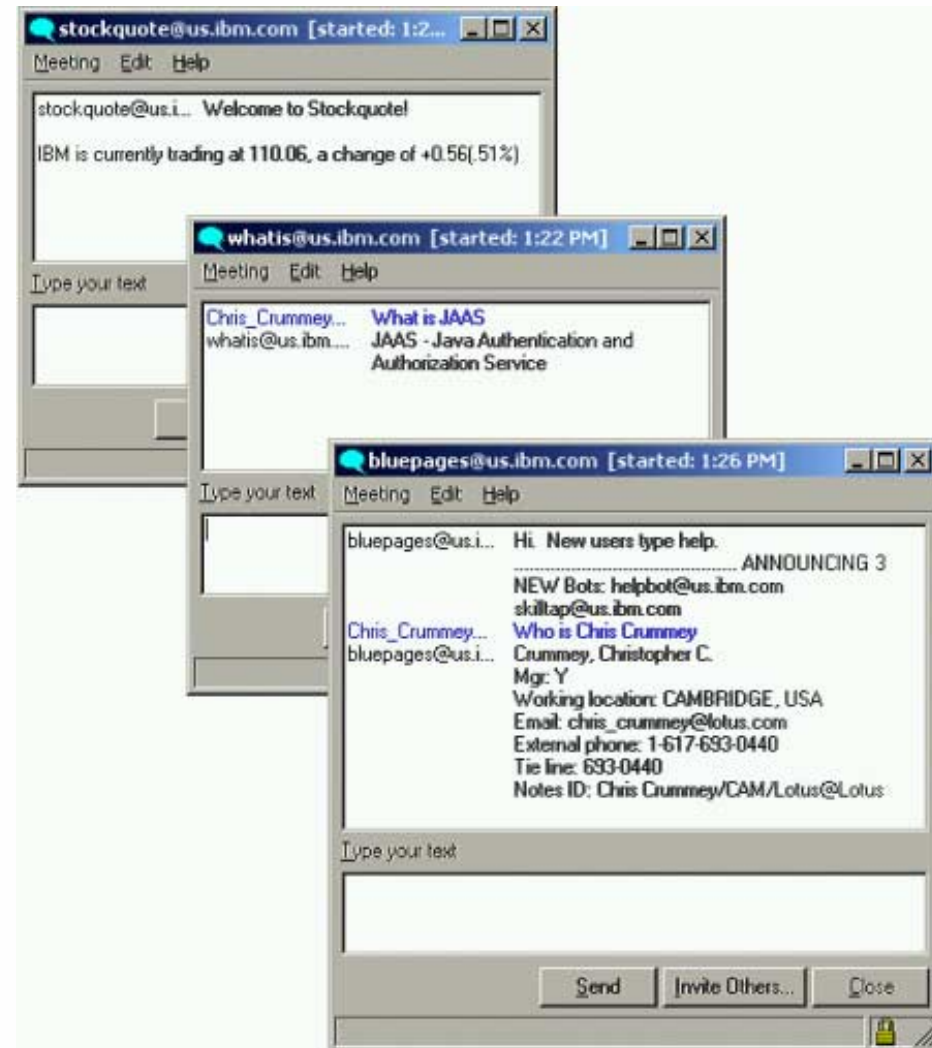 stockquote@us.ibm.com [started: 1:2...
Meeting Edit Help
stockquote@us.i... Welcome to Stockquote!
IBM is currently trading at 110.06, a change of +0.56(.51%)
Type your text
whatis@us.ibm.com [started: 1:22 PM]
Meeting Edit Help
Chris_Crummey... What is JAAS
whatis@us.ibm.... JAAS - Java Authentication and
Authorization Service
Type your text
bluepages@us.ibm.com [started: 1:26 PM]
Meeting Edit Help
bluepages@us.i... Hi. New users type help.
................................................ ANNOUNCING 3
NEW Bots: helpbot@us.ibm.com
skilltap@us.ibm.com
Chris_Crummey... Who is Chris Crummey
bluepages@us.i... Crummey, Christopher C.
Mgr: Y
Working location: CAMBRIDGE, USA
Email: chris_crummey@lotus.com
External phone: 1-617-693-0440
Tie line: 693-0440
Notes ID: Chris Crummey/CAM/Lotus@Lotus
Type your text
Send Invite Others... Close